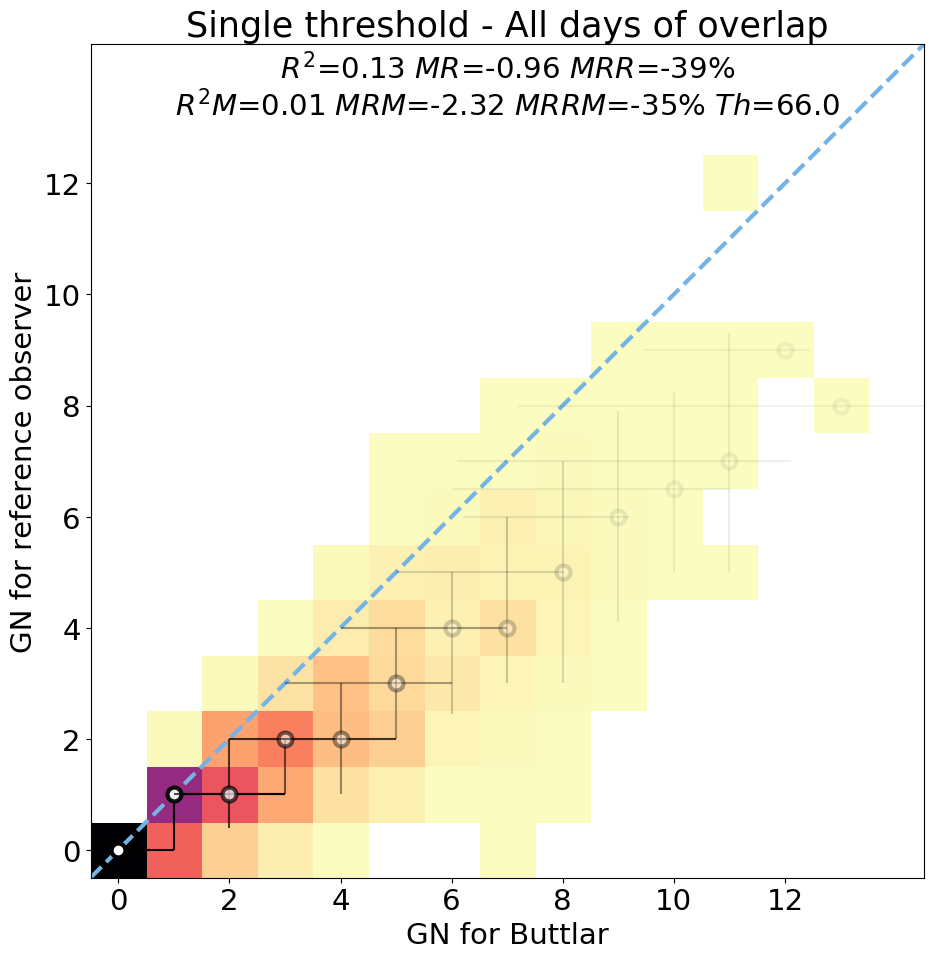 Single threshold - All days of overlap
R²=0.13 MR=-0.96 MRR=-39%
R²M=0.01 MRM=-2.32 MRRM=-35% Th=66.0
GN for reference observer
12
10
8
6
4
2
0
0 2 4 6 8 10 12
GN for Buttlar